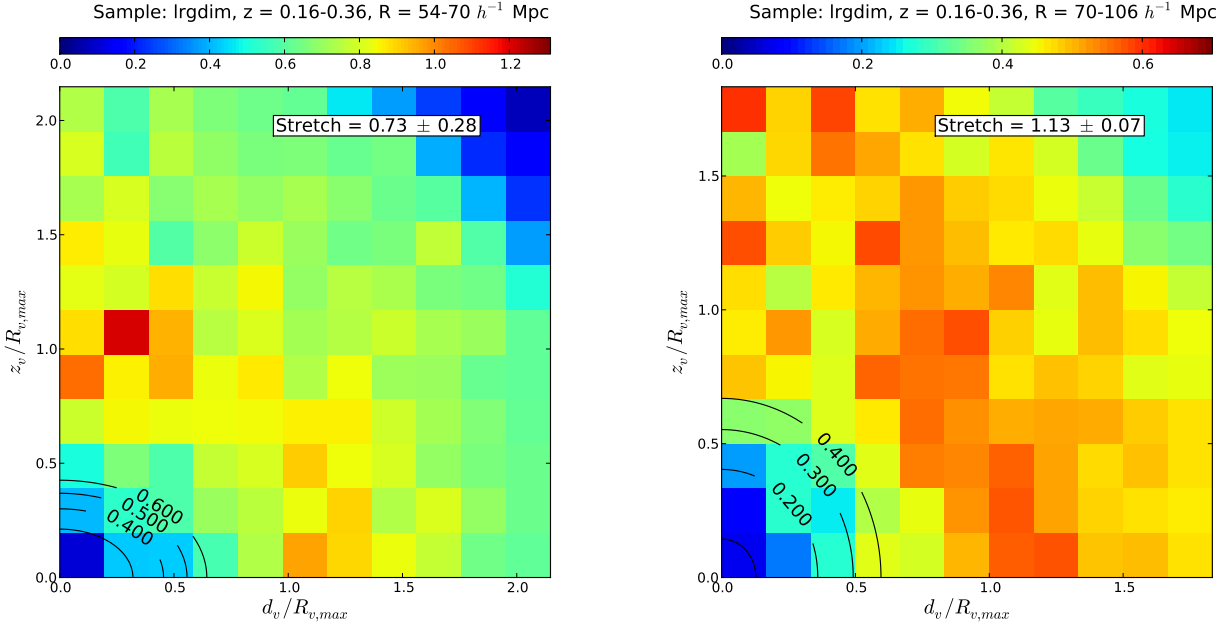 Sample: lrgdim, z = 0.16-0.36, R = 54-70 h⁻¹ Mpc
0.0 0.2 0.4 0.6 0.8 1.0 1.2
Stretch = 0.73 ± 0.28
2.0
1.5
1.0
0.5
0.0
z_v/R_{v,max}
0.600
0.500
0.400
0.0 0.5 1.0 1.5 2.0
d_v/R_{v,max}
Sample: lrgdim, z = 0.16-0.36, R = 70-106 h⁻¹ Mpc
0.0 0.2 0.4 0.6
Stretch = 1.13 ± 0.07
1.5
1.0
0.5
0.0
z_v/R_{v,max}
0.400
0.300
0.200
0.0 0.5 1.0 1.5
d_v/R_{v,max}